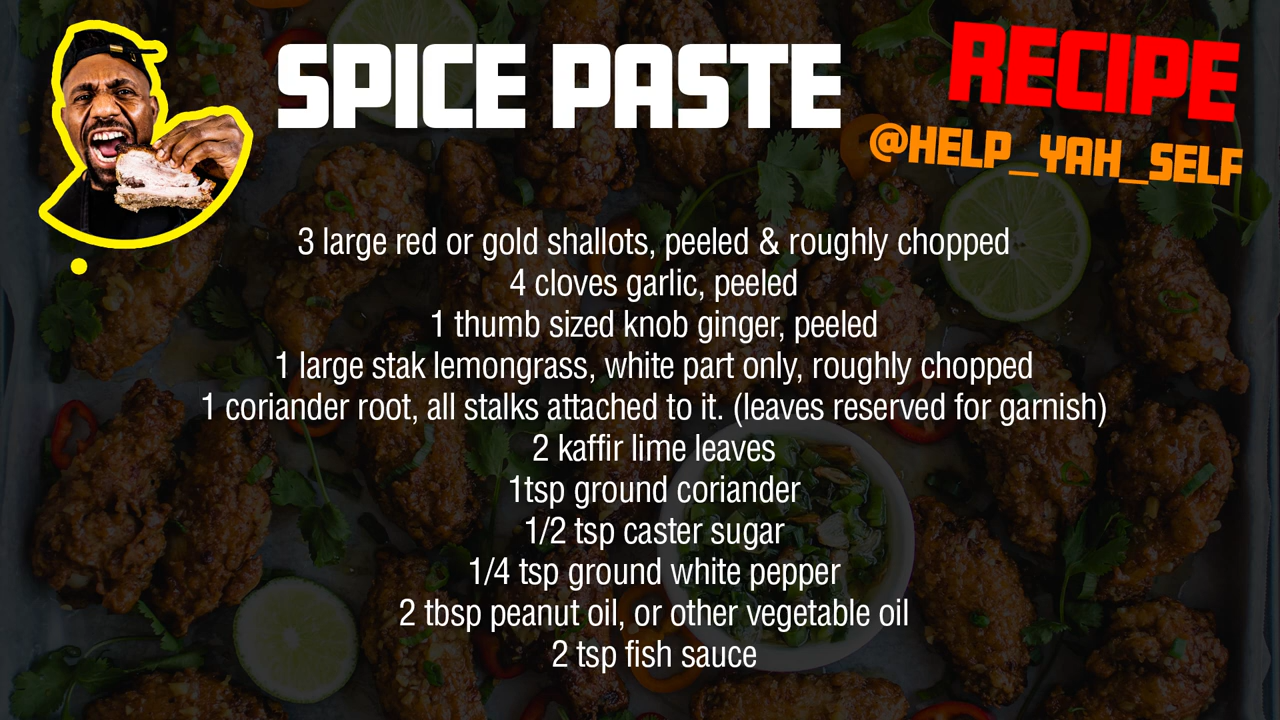 SPICE PASTE
RECIPE
@HELP_YAH_SELF
3 large red or gold shallots, peeled & roughly chopped
4 cloves garlic, peeled
1 thumb sized knob ginger, peeled
1 large stak lemongrass, white part only, roughly chopped
1 coriander root, all stalks attached to it. (leaves reserved for garnish)
2 kaffir lime leaves
1tsp ground coriander
1/2 tsp caster sugar
1/4 tsp ground white pepper
2 tbsp peanut oil, or other vegetable oil
2 tsp fish sauce